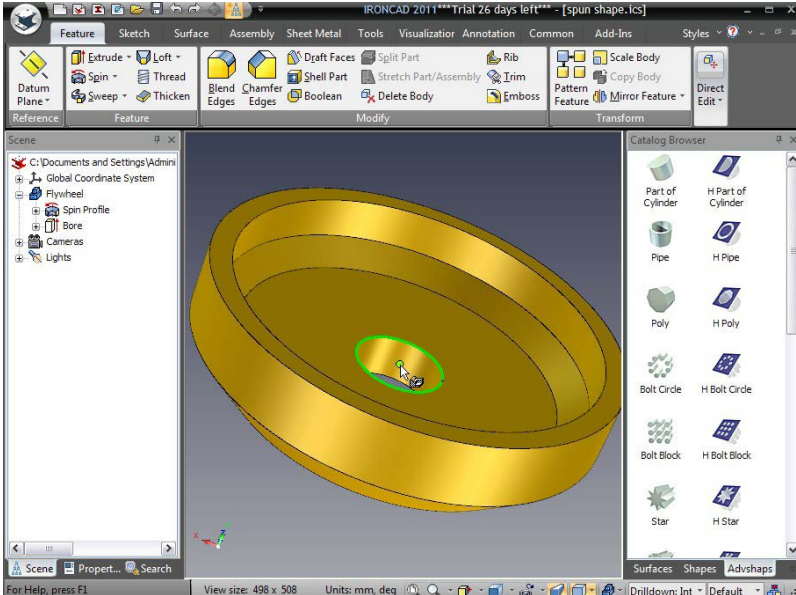 IRONCAD 2011***Trial 26 days left*** - [spun shape.ics]
Feature Sketch Surface Assembly Sheet Metal Tools Visualizatior Annotation Common Add-Ins Styles
Datum Plane
Reference
Extrude Loft
Spin Thread
Sweep Thicken
Feature
Blend Edges
Chamfer Edges
Draft Faces Split Part Rib
Shell Part Stretch Part/Assembly Trim
Boolean Delete Body Emboss
Modify
Pattern Feature
Scale Body
Copy Body
Mirror Feature
Transform
Direct Edit
Scene
C:\Documents and Settings\Admini
Global Coordinate System
Flywheel
Spin Profile
Bore
Cameras
Lights
Scene Propert... Search
Catalog Browser
Part of Cylinder
H Part of Cylinder
Pipe H Pipe
Poly H Poly
Bolt Circle H Bolt Circle
Bolt Block H Bolt Block
Star H Star
Surfaces Shapes Advshaps
For Help, press F1 View size: 498 x 508 Units: mm, deg Drilldown: Int Default